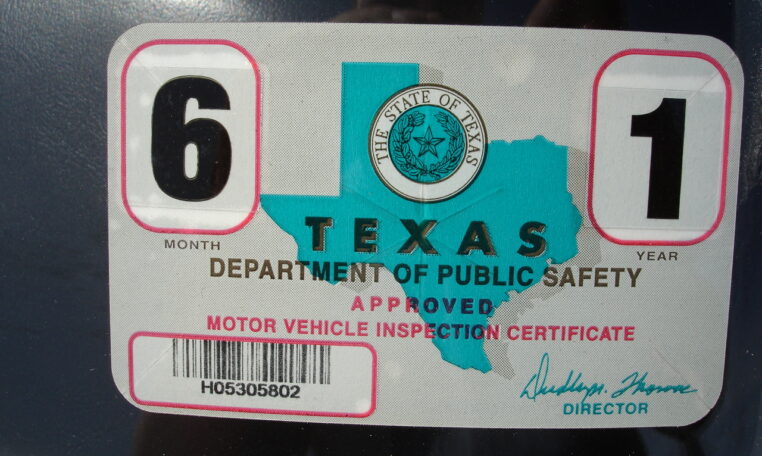 6
1
THE STATE OF TEXAS
MONTH
YEAR
TEXAS
DEPARTMENT OF PUBLIC SAFETY
APPROVED
MOTOR VEHICLE INSPECTION CERTIFICATE
H05305802
DIRECTOR